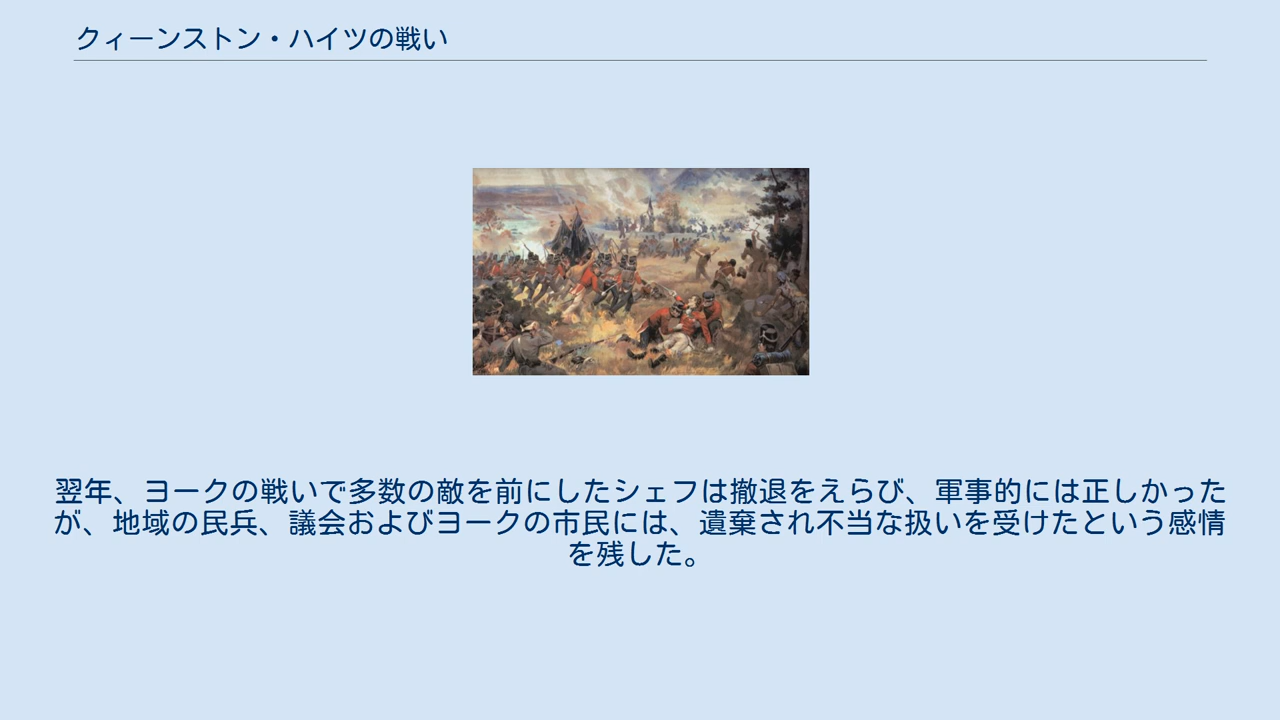 クィーンストン・ハイツの戦い
翌年、ヨークの戦いで多数の敵を前にしたシェフは撤退をえらび、軍事的には正しかった
が、地域の民兵、議会およびヨークの市民には、遺棄され不当な扱いを受けたという感情
を残した。